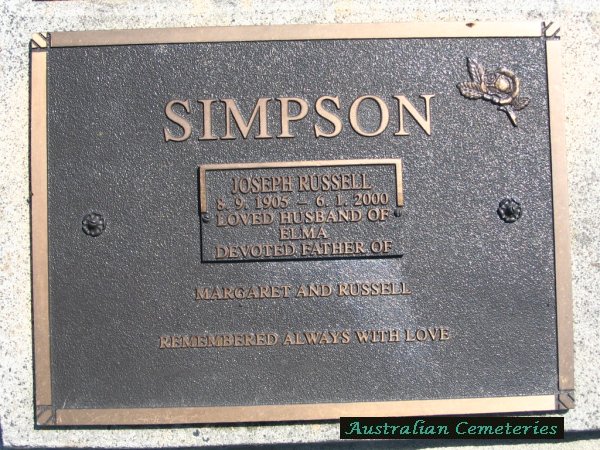 SIMPSON
JOSEPH RUSSELL
8. 9. 1905 – 6. 1. 2000
LOVED HUSBAND OF
ELMA
DEVOTED FATHER OF
MARGARET AND RUSSELL
REMEMBERED ALWAYS WITH LOVE
Australian Cemeteries